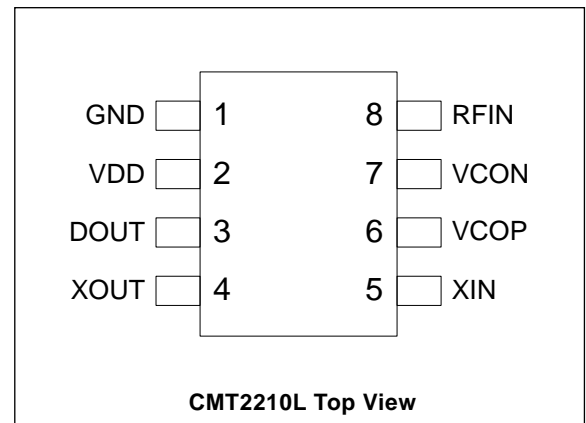 GND 1 8 RFIN
VDD 2 7 VCON
DOUT 3 6 VCOP
XOUT 4 5 XIN
CMT2210L Top View